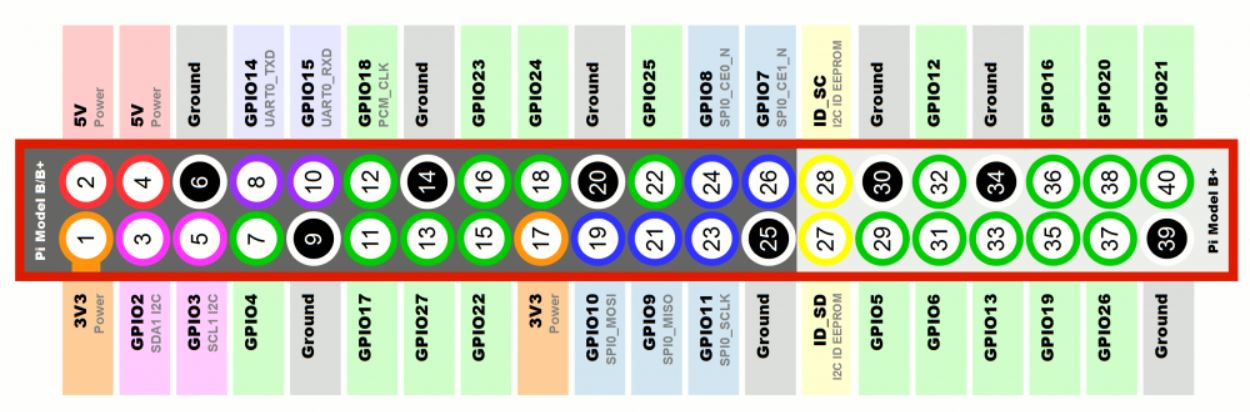 5V
Power
5V
Power
Ground
GPIO14
UART0_TXD
GPIO15
UART0_RXD
GPIO18
PCM_CLK
Ground
GPIO23
GPIO24
Ground
GPIO25
GPIO8
SPI0_CE0_N
GPIO7
SPI0_CE1_N
ID_SC
I2C ID EEPROM
Ground
GPIO12
Ground
GPIO16
GPIO20
GPIO21
Pi Model B/B+
2 4 6 8 10 12 14 16 18 20 22 24 26 28 30 32 34 36 38 40
1 3 5 7 9 11 13 15 17 19 21 23 25 27 29 31 33 35 37 39
Pi Model B+
3V3
Power
GPIO2
SDA1 I2C
GPIO3
SCL1 I2C
GPIO4
Ground
GPIO17
GPIO27
GPIO22
3V3
Power
GPIO10
SPI0_MOSI
GPIO9
SPI0_MISO
GPIO11
SPI0_SCLK
Ground
ID_SD
I2C ID EEPROM
GPIO5
GPIO6
GPIO13
GPIO19
GPIO26
Ground